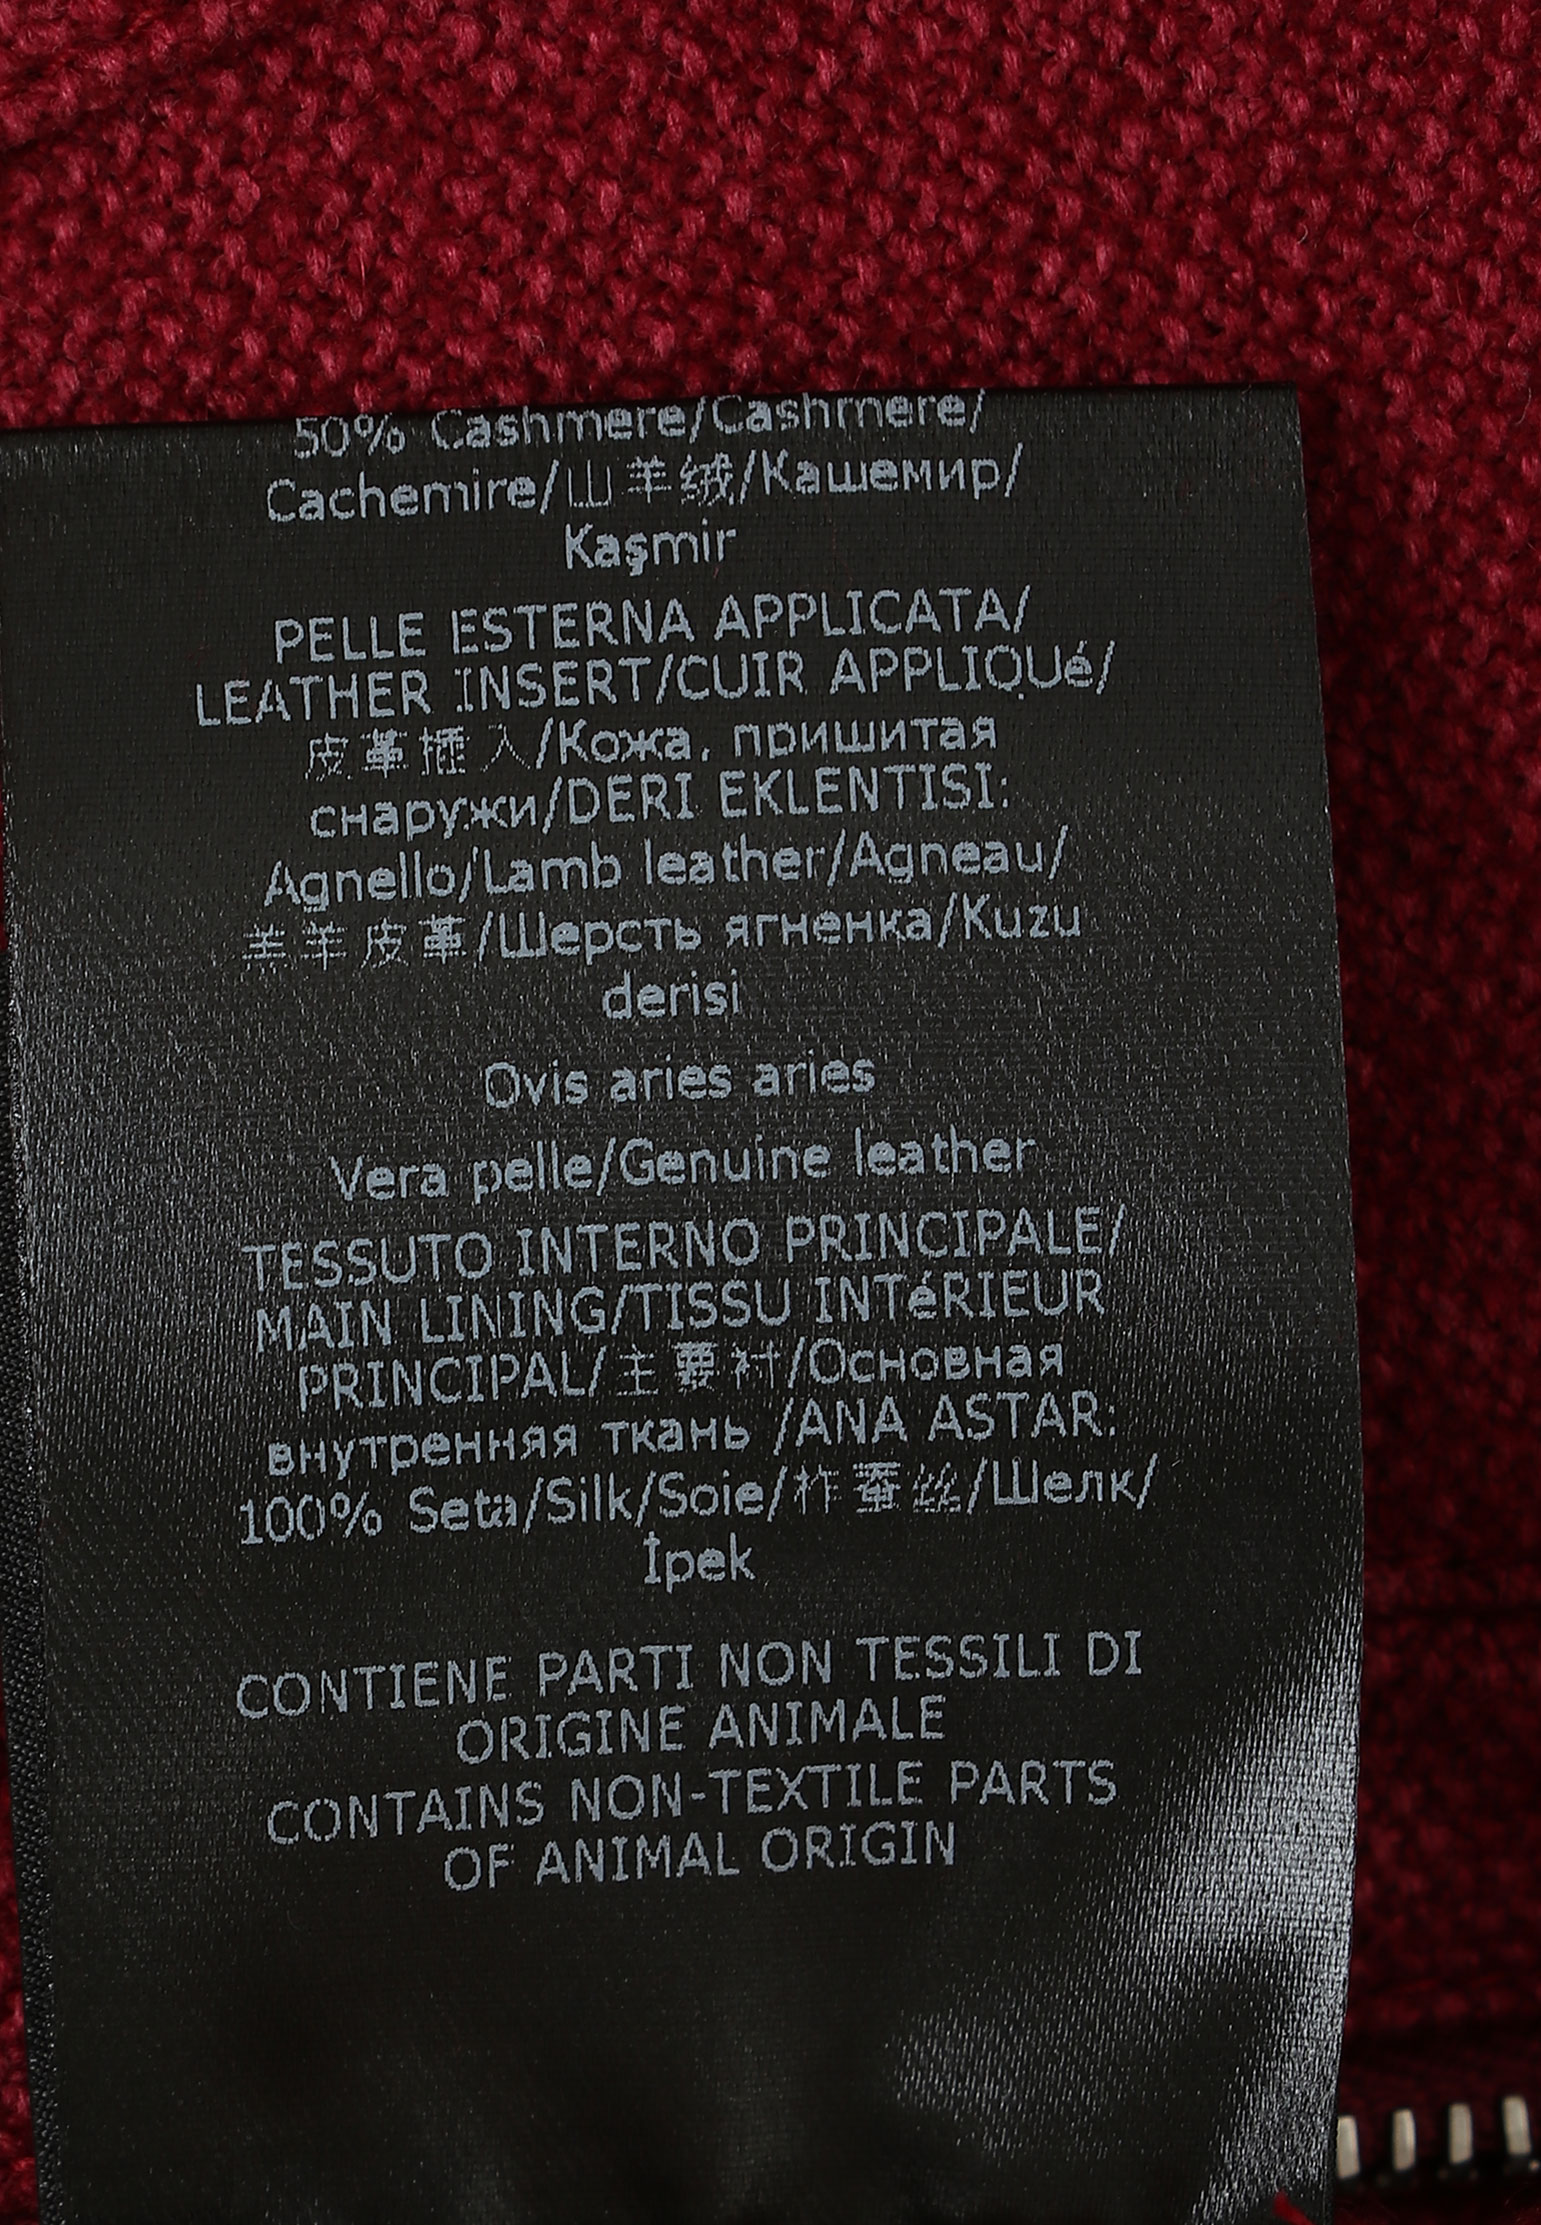 50% Cashmere/Cashmere/
Cachemire/山羊绒/Кашемир/
Kaşmir
PELLE ESTERNA APPLICATA/
LEATHER INSERT/CUIR APPLIQUé/
皮革插入/Кожа, пришитая
снаружи/DERI EKLENTISI:
Agnello/Lamb leather/Agneau/
羔羊皮革/Шерсть ягненка/Kuzu
derisi
Ovis aries aries
Vera pelle/Genuine leather
TESSUTO INTERNO PRINCIPALE/
MAIN LINING/TISSU INTéRIEUR
PRINCIPAL/主要衬/Основная
внутренняя ткань /ANA ASTAR:
100% Seta/Silk/Soie/柞蚕丝/Шелк/
İpek
CONTIENE PARTI NON TESSILI DI
ORIGINE ANIMALE
CONTAINS NON-TEXTILE PARTS
OF ANIMAL ORIGIN